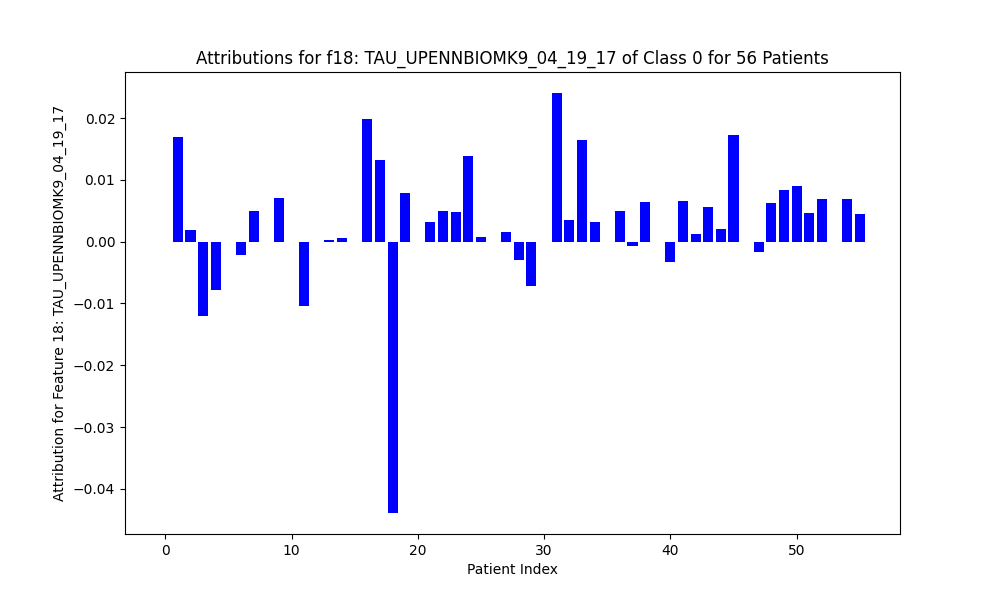 Attributions for f18: TAU_UPENNBIOMK9_04_19_17 of Class 0 for 56 Patients
Attribution for Feature 18: TAU_UPENNBIOMK9_04_19_17
0.02
0.01
0.00
−0.01
−0.02
−0.03
−0.04
0 10 20 30 40 50
Patient Index